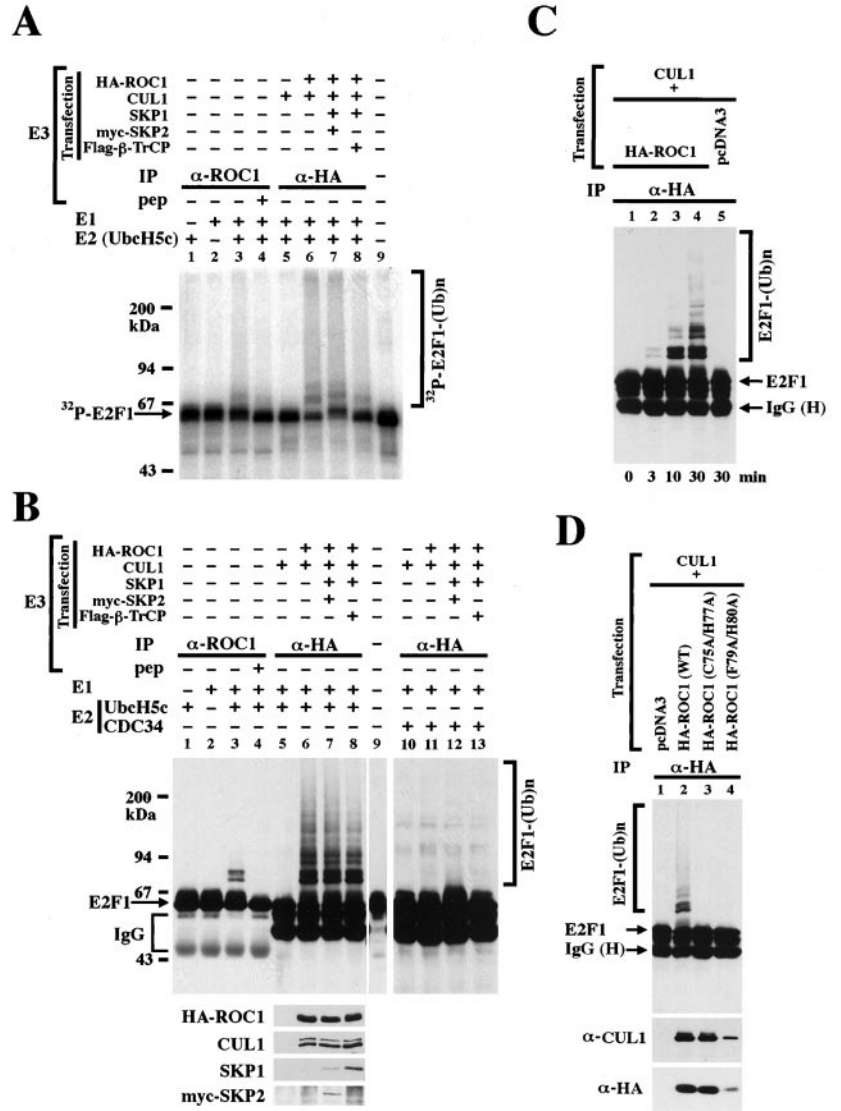 A
E3
Transfection
HA-ROC1 – – – – – + + + –
CUL1 – – – – + + + + –
SKP1 – – – – – – + + –
myc-SKP2 – – – – – – + – –
Flag-β-TrCP – – – – – – – + –
IP α-ROC1 α-HA –
pep – – – + – – – – –
E1 – + + + + + + + –
E2 (UbcH5c) + – + + + + + + –
1 2 3 4 5 6 7 8 9
200
kDa
94
67
43
32P-E2F1
32P-E2F1-(Ub)n
B
E3
Transfection
HA-ROC1 – – – – – + + + – – + + +
CUL1 – – – – + + + + – + + + +
SKP1 – – – – – – + + – – – + +
myc-SKP2 – – – – – – + – – – – + –
Flag-β-TrCP – – – – – – – + – – – – +
IP α-ROC1 α-HA – α-HA
pep – – – + – – – – – – – – –
E1 – + + + + + + + – + + + +
E2
UbcH5c + – + + + + + + – – – – –
CDC34 – – – – – – – – – + + + +
1 2 3 4 5 6 7 8 9 10 11 12 13
200
kDa
94
67
43
E2F1
IgG
E2F1-(Ub)n
HA-ROC1
CUL1
SKP1
myc-SKP2
C
Transfection
CUL1
+
HA-ROC1
pcDNA3
IP α-HA
1 2 3 4 5
E2F1-(Ub)n
E2F1
IgG (H)
0 3 10 30 30 min
D
Transfection
CUL1
+
pcDNA3
HA-ROC1 (WT)
HA-ROC1 (C75A/H77A)
HA-ROC1 (F79A/H80A)
IP α-HA
1 2 3 4
E2F1-(Ub)n
E2F1
IgG (H)
α-CUL1
α-HA